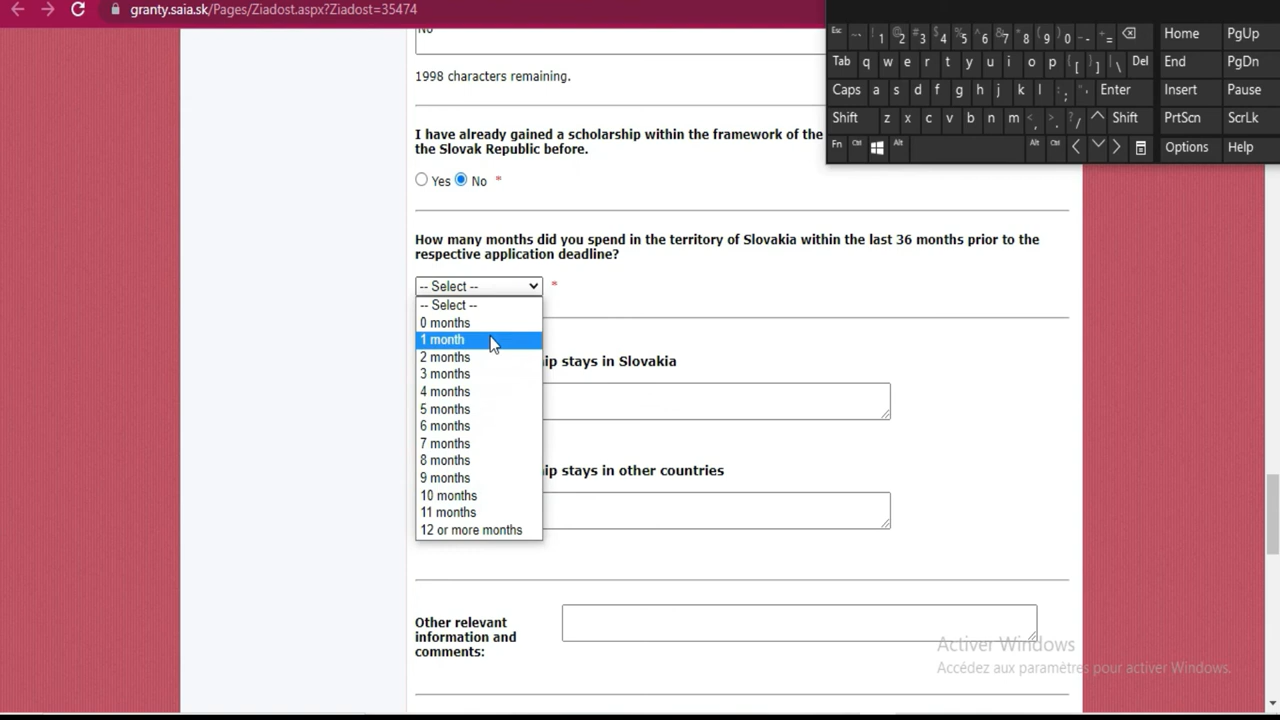 granty.saia.sk/Pages/Ziadost.aspx?Ziadost=35474
No
1998 characters remaining.
I have already gained a scholarship within the framework of the
the Slovak Republic before.
Yes No *
How many months did you spend in the territory of Slovakia within the last 36 months prior to the
respective application deadline?
-- Select -- *
-- Select --
0 months
1 month
2 months
3 months
4 months
5 months
6 months
7 months
8 months
9 months
10 months
11 months
12 or more months
ip stays in Slovakia
ip stays in other countries
Other relevant
information and
comments:
Activer Windows
Accédez aux paramètres pour activer Windows.
Esc ~` !1 @2 #3 $4 %5 ^6 &7 *8 (9 )0 _- += Home PgUp
Tab q w e r t y u i o p {[ }] |\ Del End PgDn
Caps a s d f g h j k l :; "' Enter Insert Pause
Shift z x c v b n m <, >. ?/ Shift PrtScn ScrLk
Fn Ctrl Alt Alt Ctrl Options Help